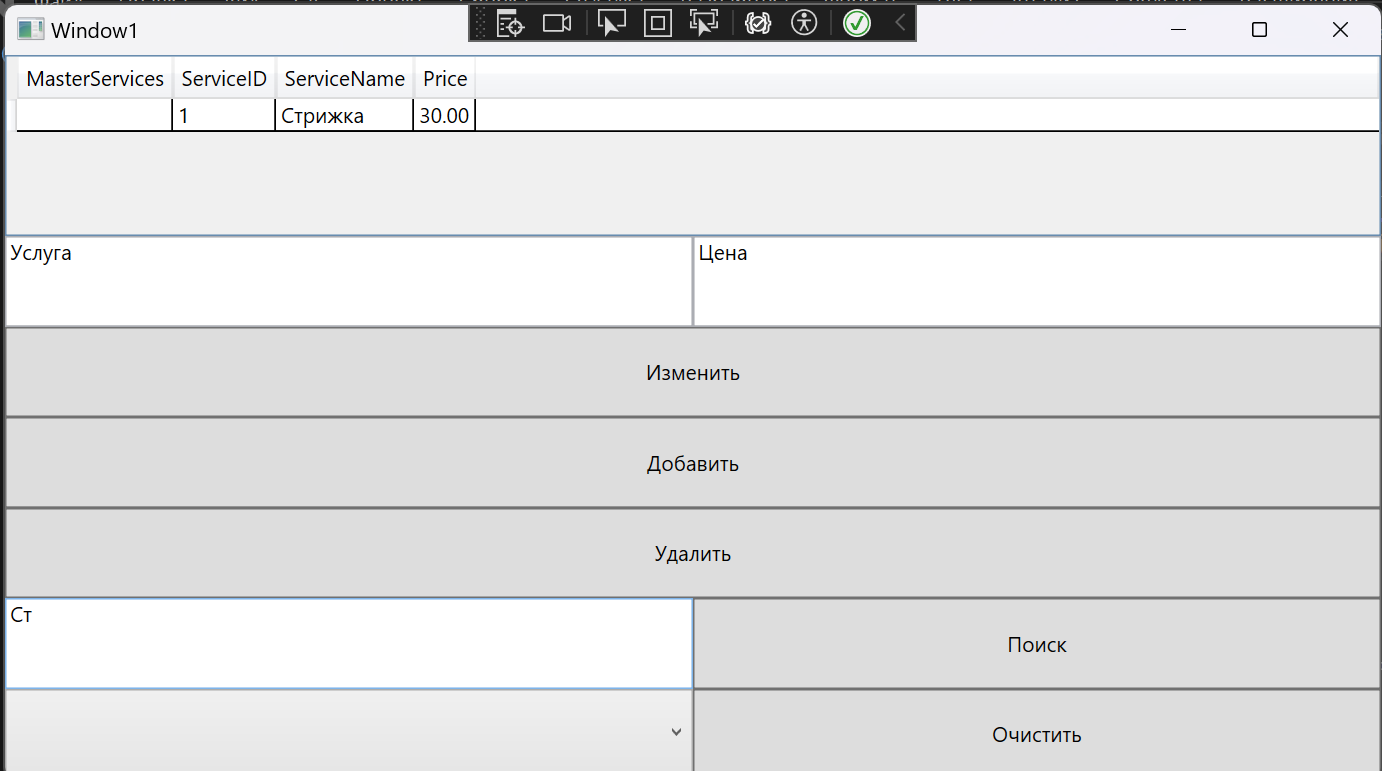 Window1
MasterServices ServiceID ServiceName Price
1 Стрижка 30.00
Услуга Цена
Изменить
Добавить
Удалить
Ст Поиск
Очистить